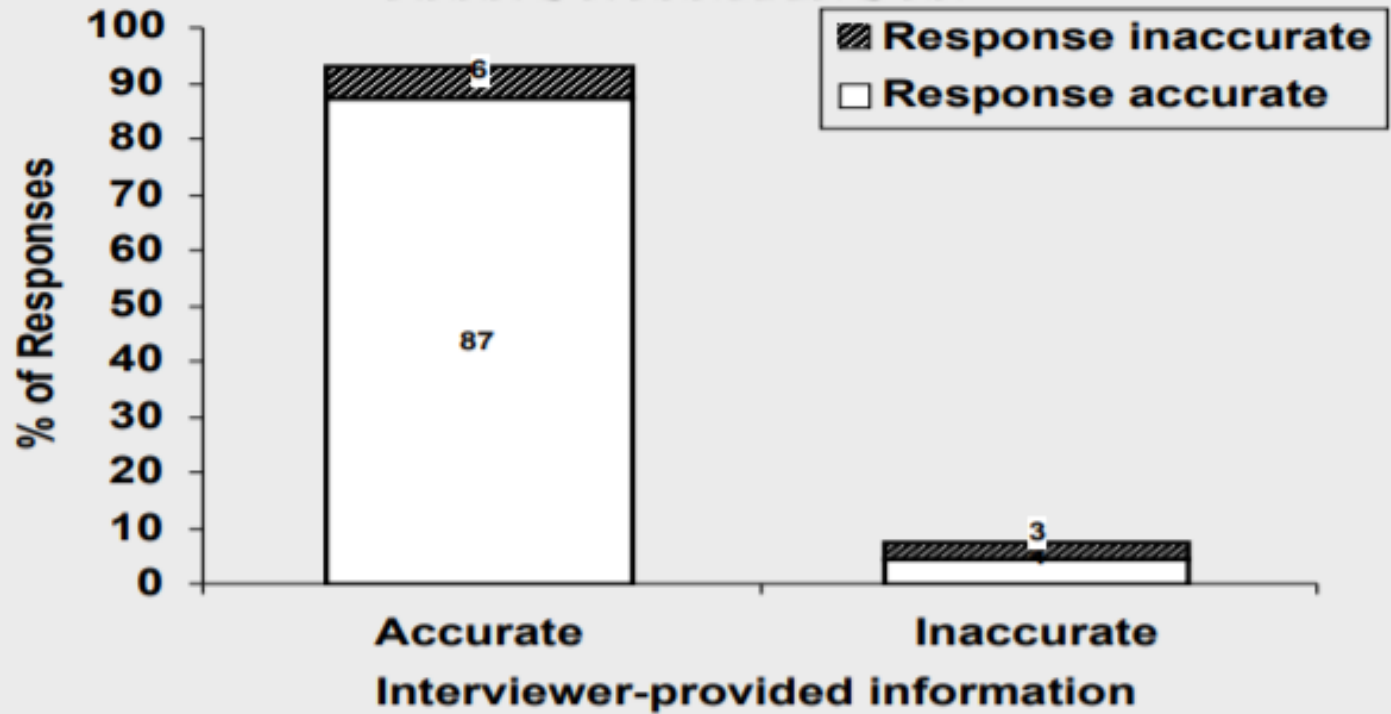 100
90
80
70
60
50
40
30
20
10
0
% of Responses
Response inaccurate
Response accurate
6
87
3
Accurate
Inaccurate
Interviewer-provided information